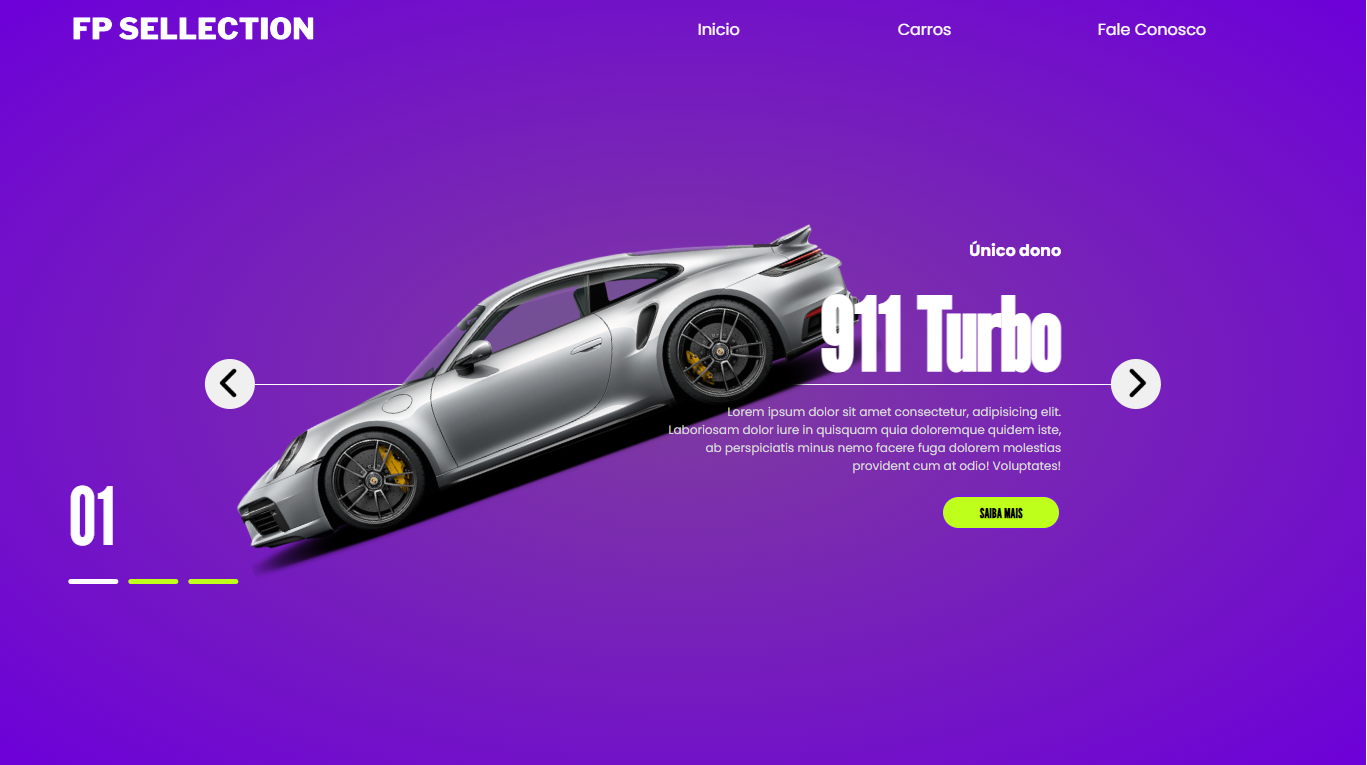 FP SELLECTION
Inicio
Carros
Fale Conosco
Único dono
911 Turbo
Lorem ipsum dolor sit amet consectetur, adipisicing elit.
Laboriosam dolor iure in quisquam quia doloremque quidem iste,
ab perspiciatis minus nemo facere fuga dolorem molestias
provident cum at odio! Voluptates!
SAIBA MAIS
01